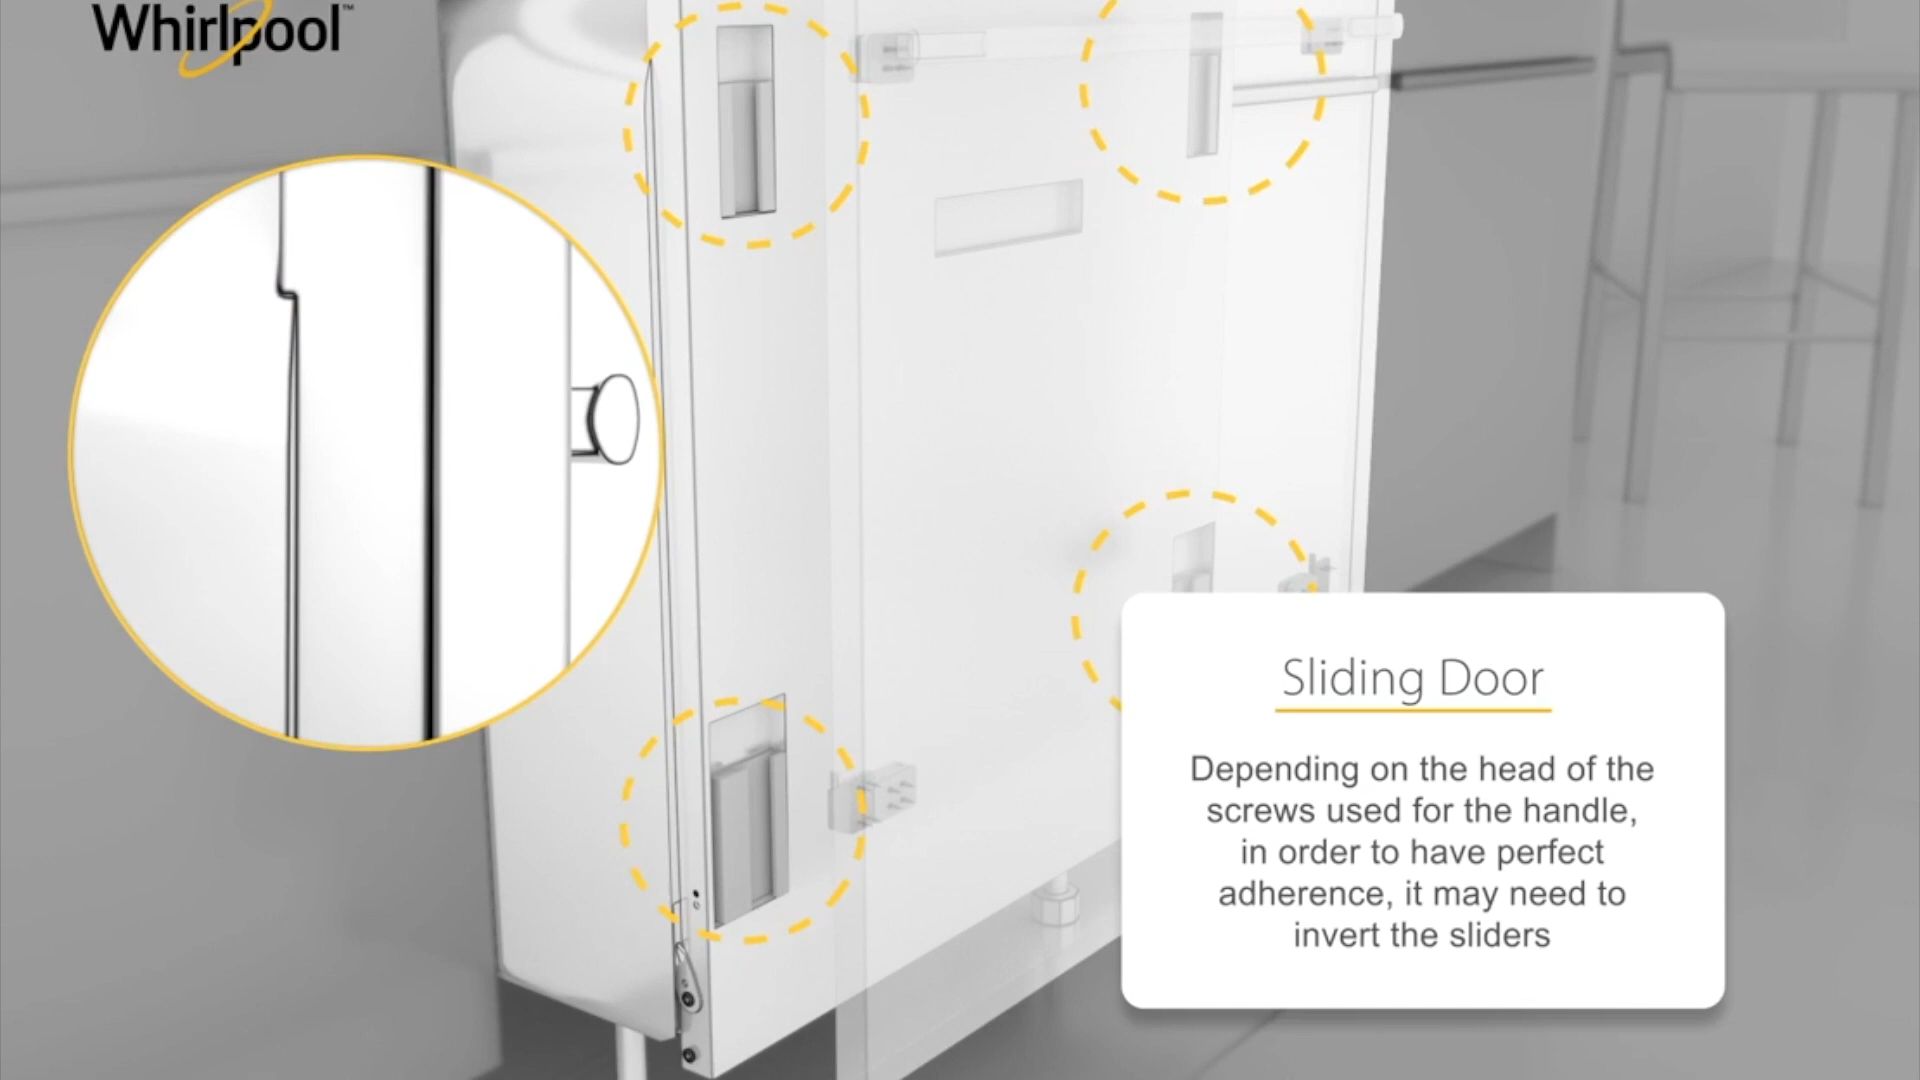 Whirlpool™
Sliding Door
Depending on the head of the
screws used for the handle,
in order to have perfect
adherence, it may need to
invert the sliders